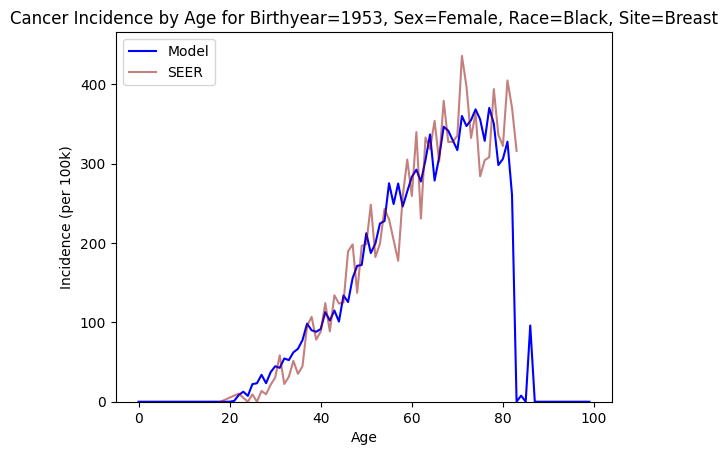 Cancer Incidence by Age for Birthyear=1953, Sex=Female, Race=Black, Site=Breast
Model
SEER
400
300
200
100
0
Incidence (per 100k)
0 20 40 60 80 100
Age